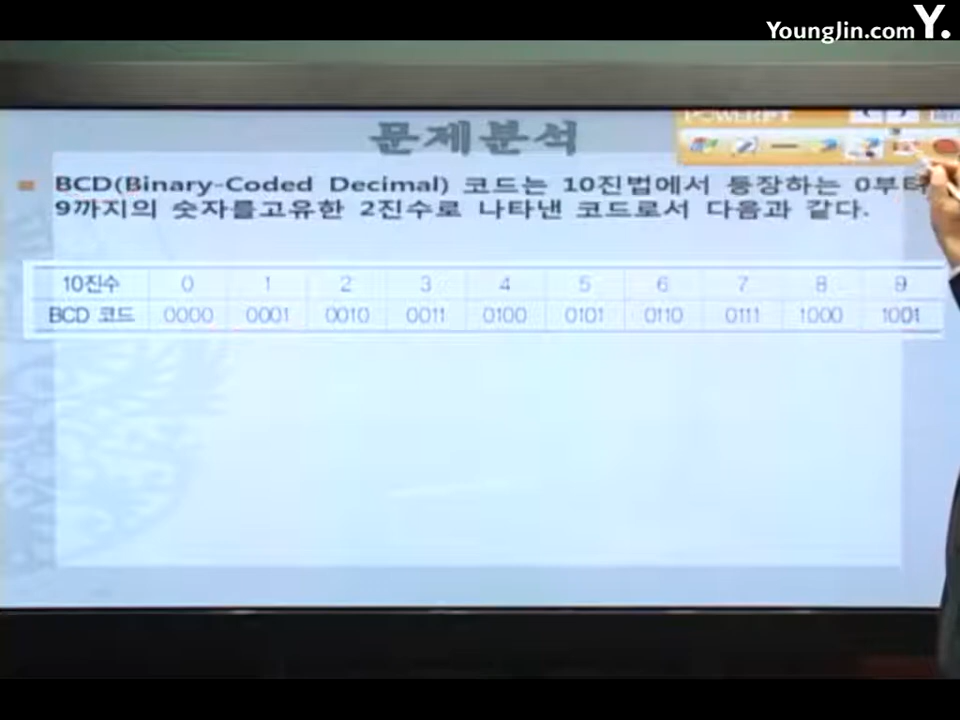 YoungJin.com Y.
POWERPT
문제분석
BCD(Binary-Coded Decimal) 코드는 10진법에서 등장하는 0부터
9까지의 숫자를고유한 2진수로 나타낸 코드로서 다음과 같다.
10진수 0 1 2 3 4 5 6 7 8 9
BCD 코드 0000 0001 0010 0011 0100 0101 0110 0111 1000 1001